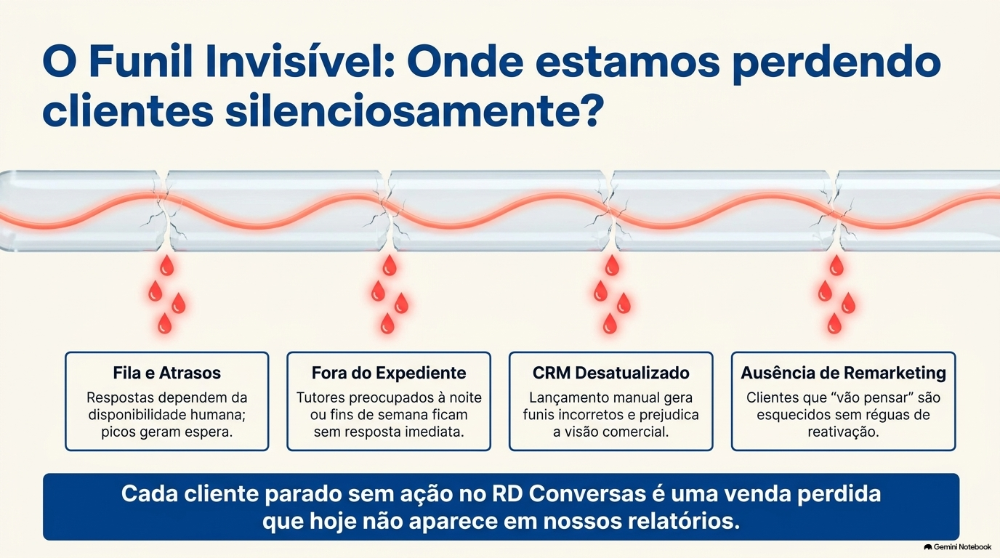 O Funil Invisível: Onde estamos perdendo
clientes silenciosamente?
Fila e Atrasos
Respostas dependem da
disponibilidade humana;
picos geram espera.
Fora do Expediente
Tutores preocupados à noite
ou fins de semana ficam
sem resposta imediata.
CRM Desatualizado
Lançamento manual gera
funis incorretos e prejudica
a visão comercial.
Ausência de Remarketing
Clientes que “vão pensar” são
esquecidos sem réguas de
reativação.
Cada cliente parado sem ação no RD Conversas é uma venda perdida
que hoje não aparece em nossos relatórios.
Gemini Notebook